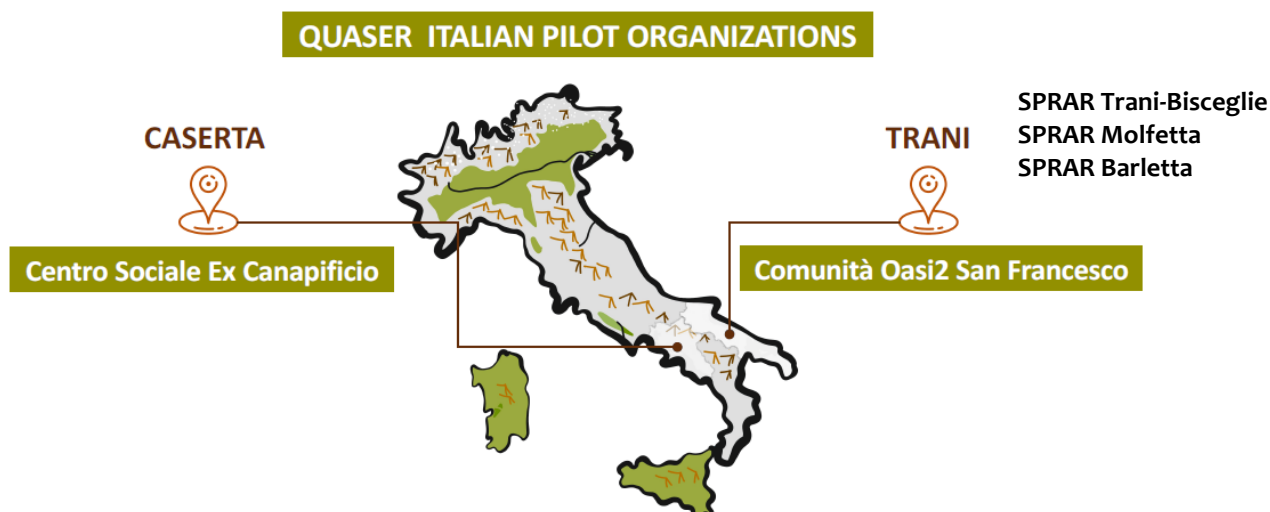 QUASER ITALIAN PILOT ORGANIZATIONS
CASERTA
Centro Sociale Ex Canapificio
TRANI
SPRAR Trani-Bisceglie
SPRAR Molfetta
SPRAR Barletta
Comunità Oasi2 San Francesco